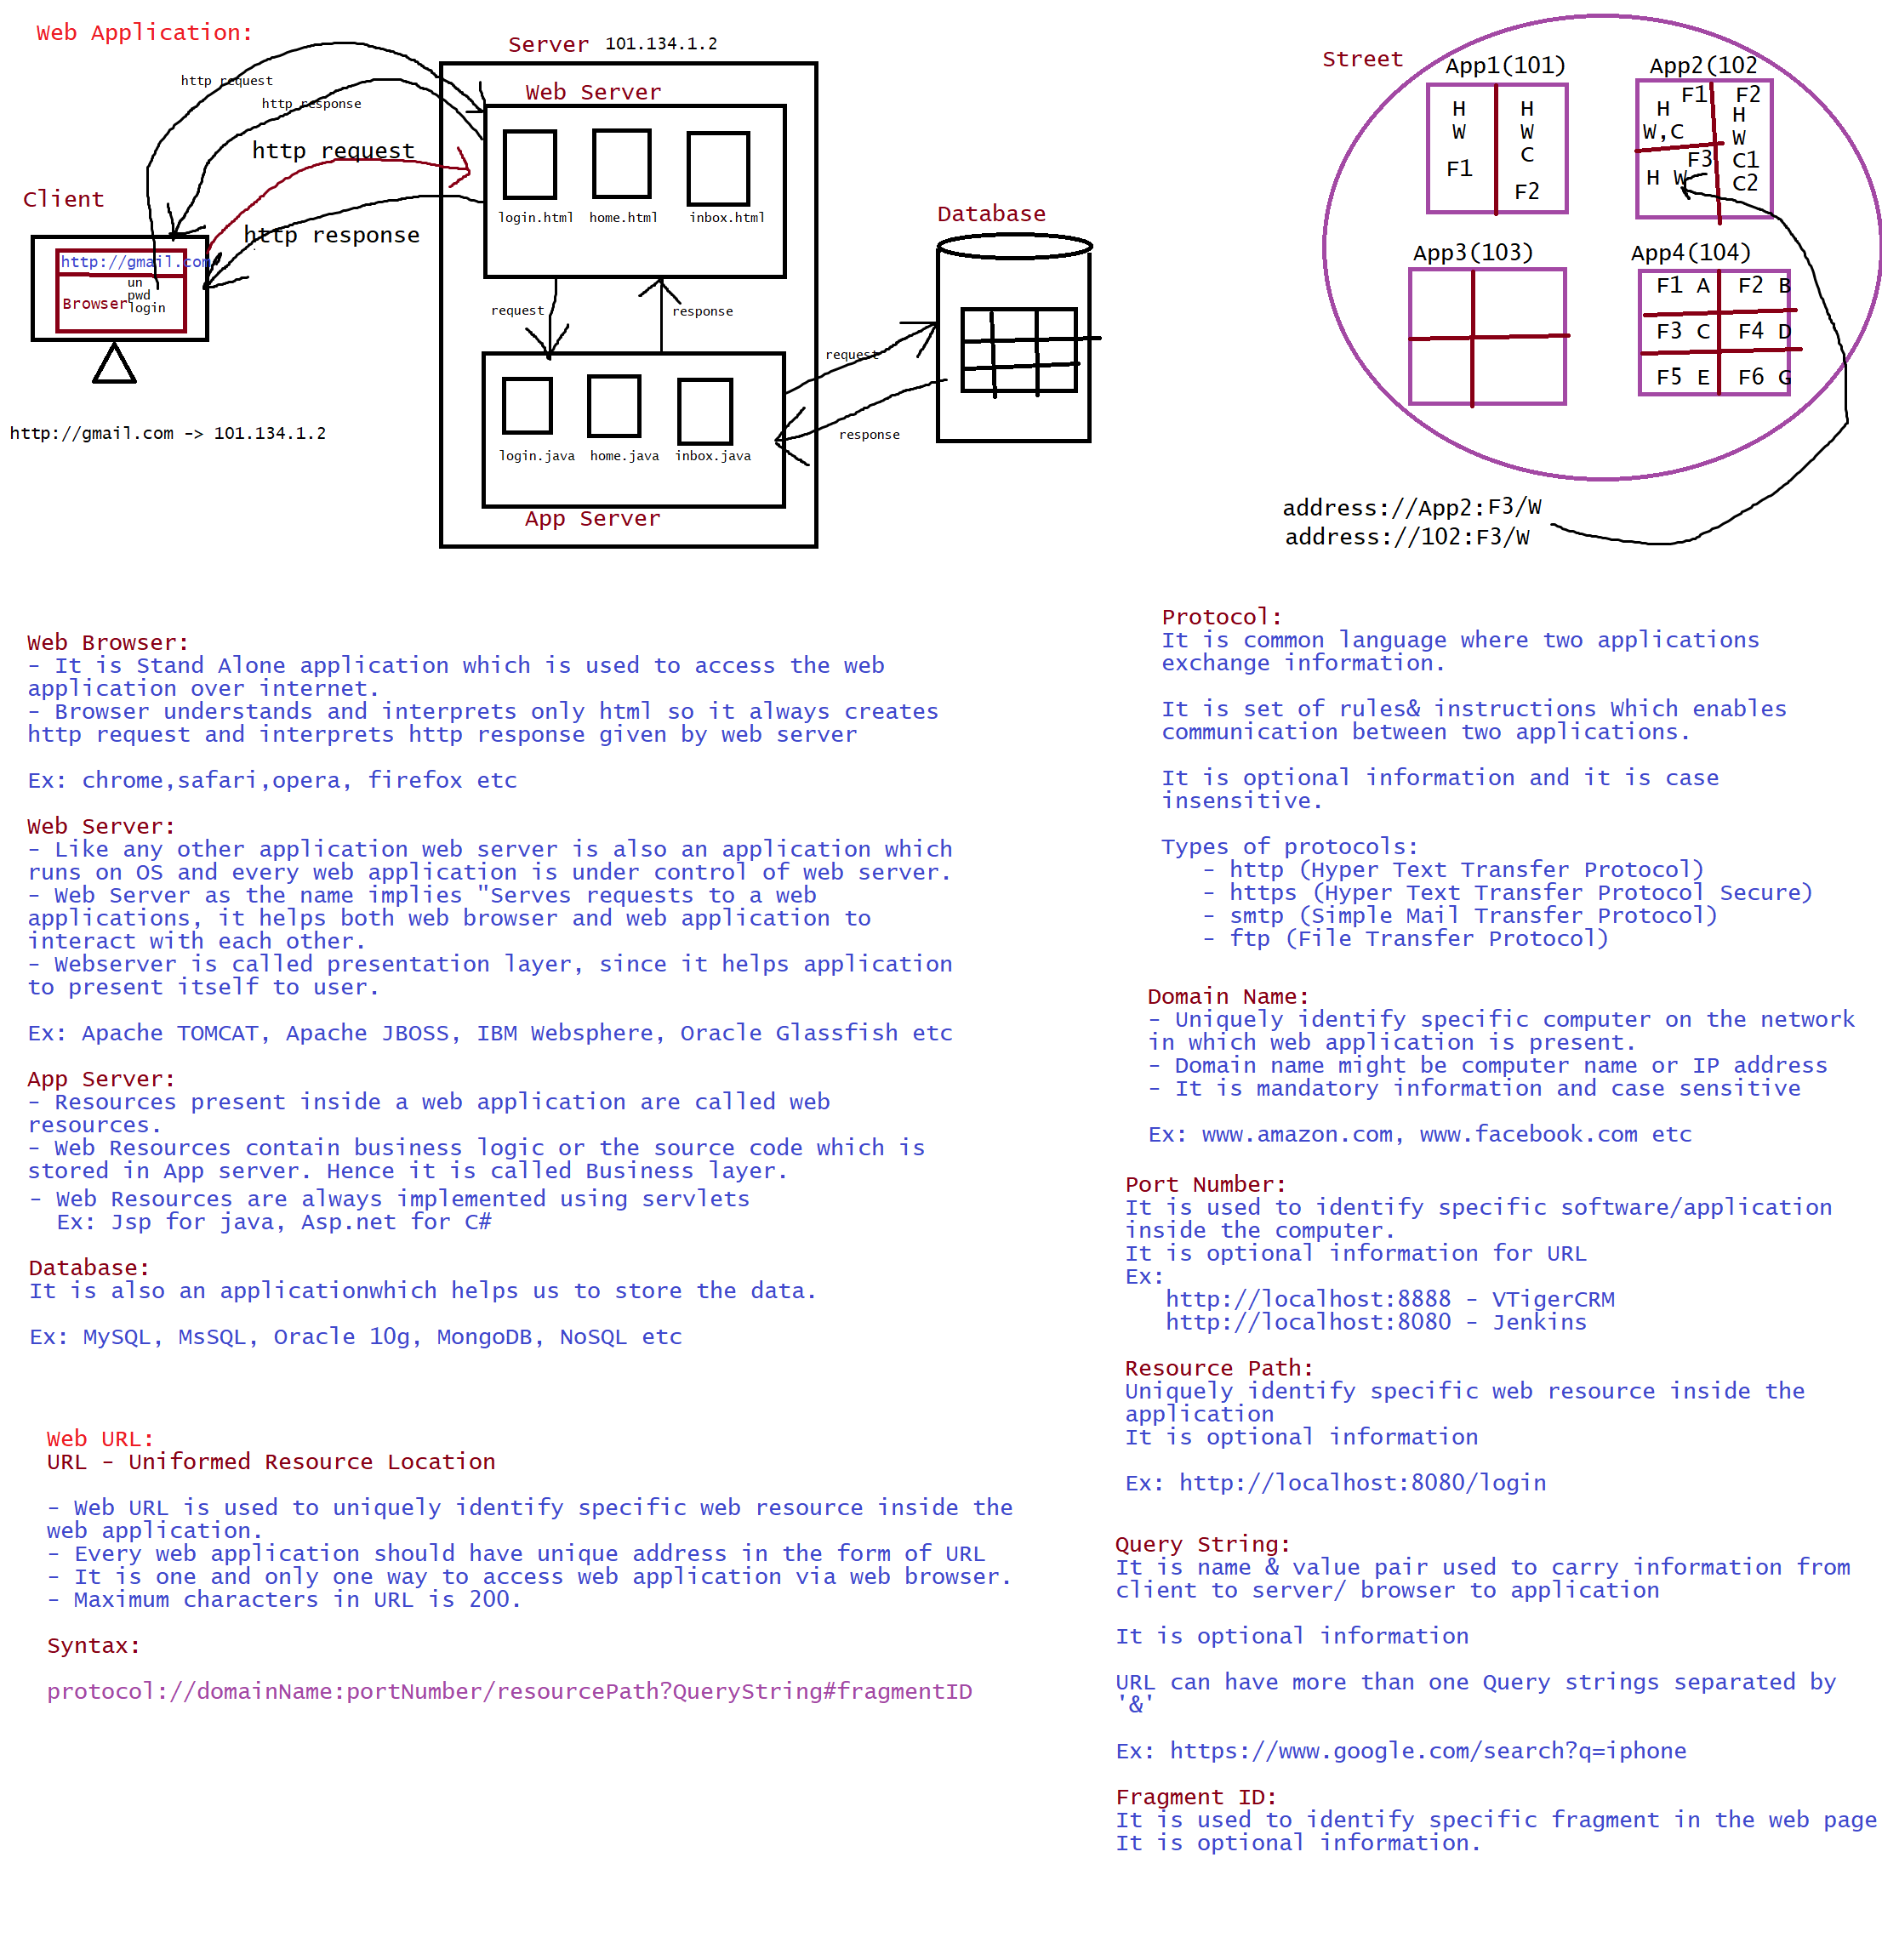 Web Application:
Server 101.134.1.2
http request
http response
Web Server
http request
login.html home.html inbox.html
Client
http response
http://gmail.com
un
pwd
Browser
login
request
response
login.java home.java inbox.java
App Server
http://gmail.com -> 101.134.1.2
Database
request
response
Street
App1(101)
H
W
F1
H
W
C
F2
App2(102
F1
H
W,C
F2
H
W
C1
C2
F3
H W
App3(103)
App4(104)
F1 A F2 B
F3 C F4 D
F5 E F6 G
address://App2:F3/W
address://102:F3/W
Web Browser:
- It is Stand Alone application which is used to access the web
application over internet.
- Browser understands and interprets only html so it always creates
http request and interprets http response given by web server
Ex: chrome,safari,opera, firefox etc
Web Server:
- Like any other application web server is also an application which
runs on OS and every web application is under control of web server.
- Web Server as the name implies "Serves requests to a web
applications, it helps both web browser and web application to
interact with each other.
- Webserver is called presentation layer, since it helps application
to present itself to user.
Ex: Apache TOMCAT, Apache JBOSS, IBM Websphere, Oracle Glassfish etc
App Server:
- Resources present inside a web application are called web
resources.
- Web Resources contain business logic or the source code which is
stored in App server. Hence it is called Business layer.
- Web Resources are always implemented using servlets
Ex: Jsp for java, Asp.net for C#
Database:
It is also an applicationwhich helps us to store the data.
Ex: MySQL, MsSQL, Oracle 10g, MongoDB, NoSQL etc
Web URL:
URL - Uniformed Resource Location
- Web URL is used to uniquely identify specific web resource inside the
web application.
- Every web application should have unique address in the form of URL
- It is one and only one way to access web application via web browser.
- Maximum characters in URL is 200.
Syntax:
protocol://domainName:portNumber/resourcePath?QueryString#fragmentID
Protocol:
It is common language where two applications
exchange information.
It is set of rules& instructions Which enables
communication between two applications.
It is optional information and it is case
insensitive.
Types of protocols:
- http (Hyper Text Transfer Protocol)
- https (Hyper Text Transfer Protocol Secure)
- smtp (Simple Mail Transfer Protocol)
- ftp (File Transfer Protocol)
Domain Name:
- Uniquely identify specific computer on the network
in which web application is present.
- Domain name might be computer name or IP address
- It is mandatory information and case sensitive
Ex: www.amazon.com, www.facebook.com etc
Port Number:
It is used to identify specific software/application
inside the computer.
It is optional information for URL
Ex:
http://localhost:8888 - VTigerCRM
http://localhost:8080 - Jenkins
Resource Path:
Uniquely identify specific web resource inside the
application
It is optional information
Ex: http://localhost:8080/login
Query String:
It is name & value pair used to carry information from
client to server/ browser to application
It is optional information
URL can have more than one Query strings separated by
'&'
Ex: https://www.google.com/search?q=iphone
Fragment ID:
It is used to identify specific fragment in the web page
It is optional information.